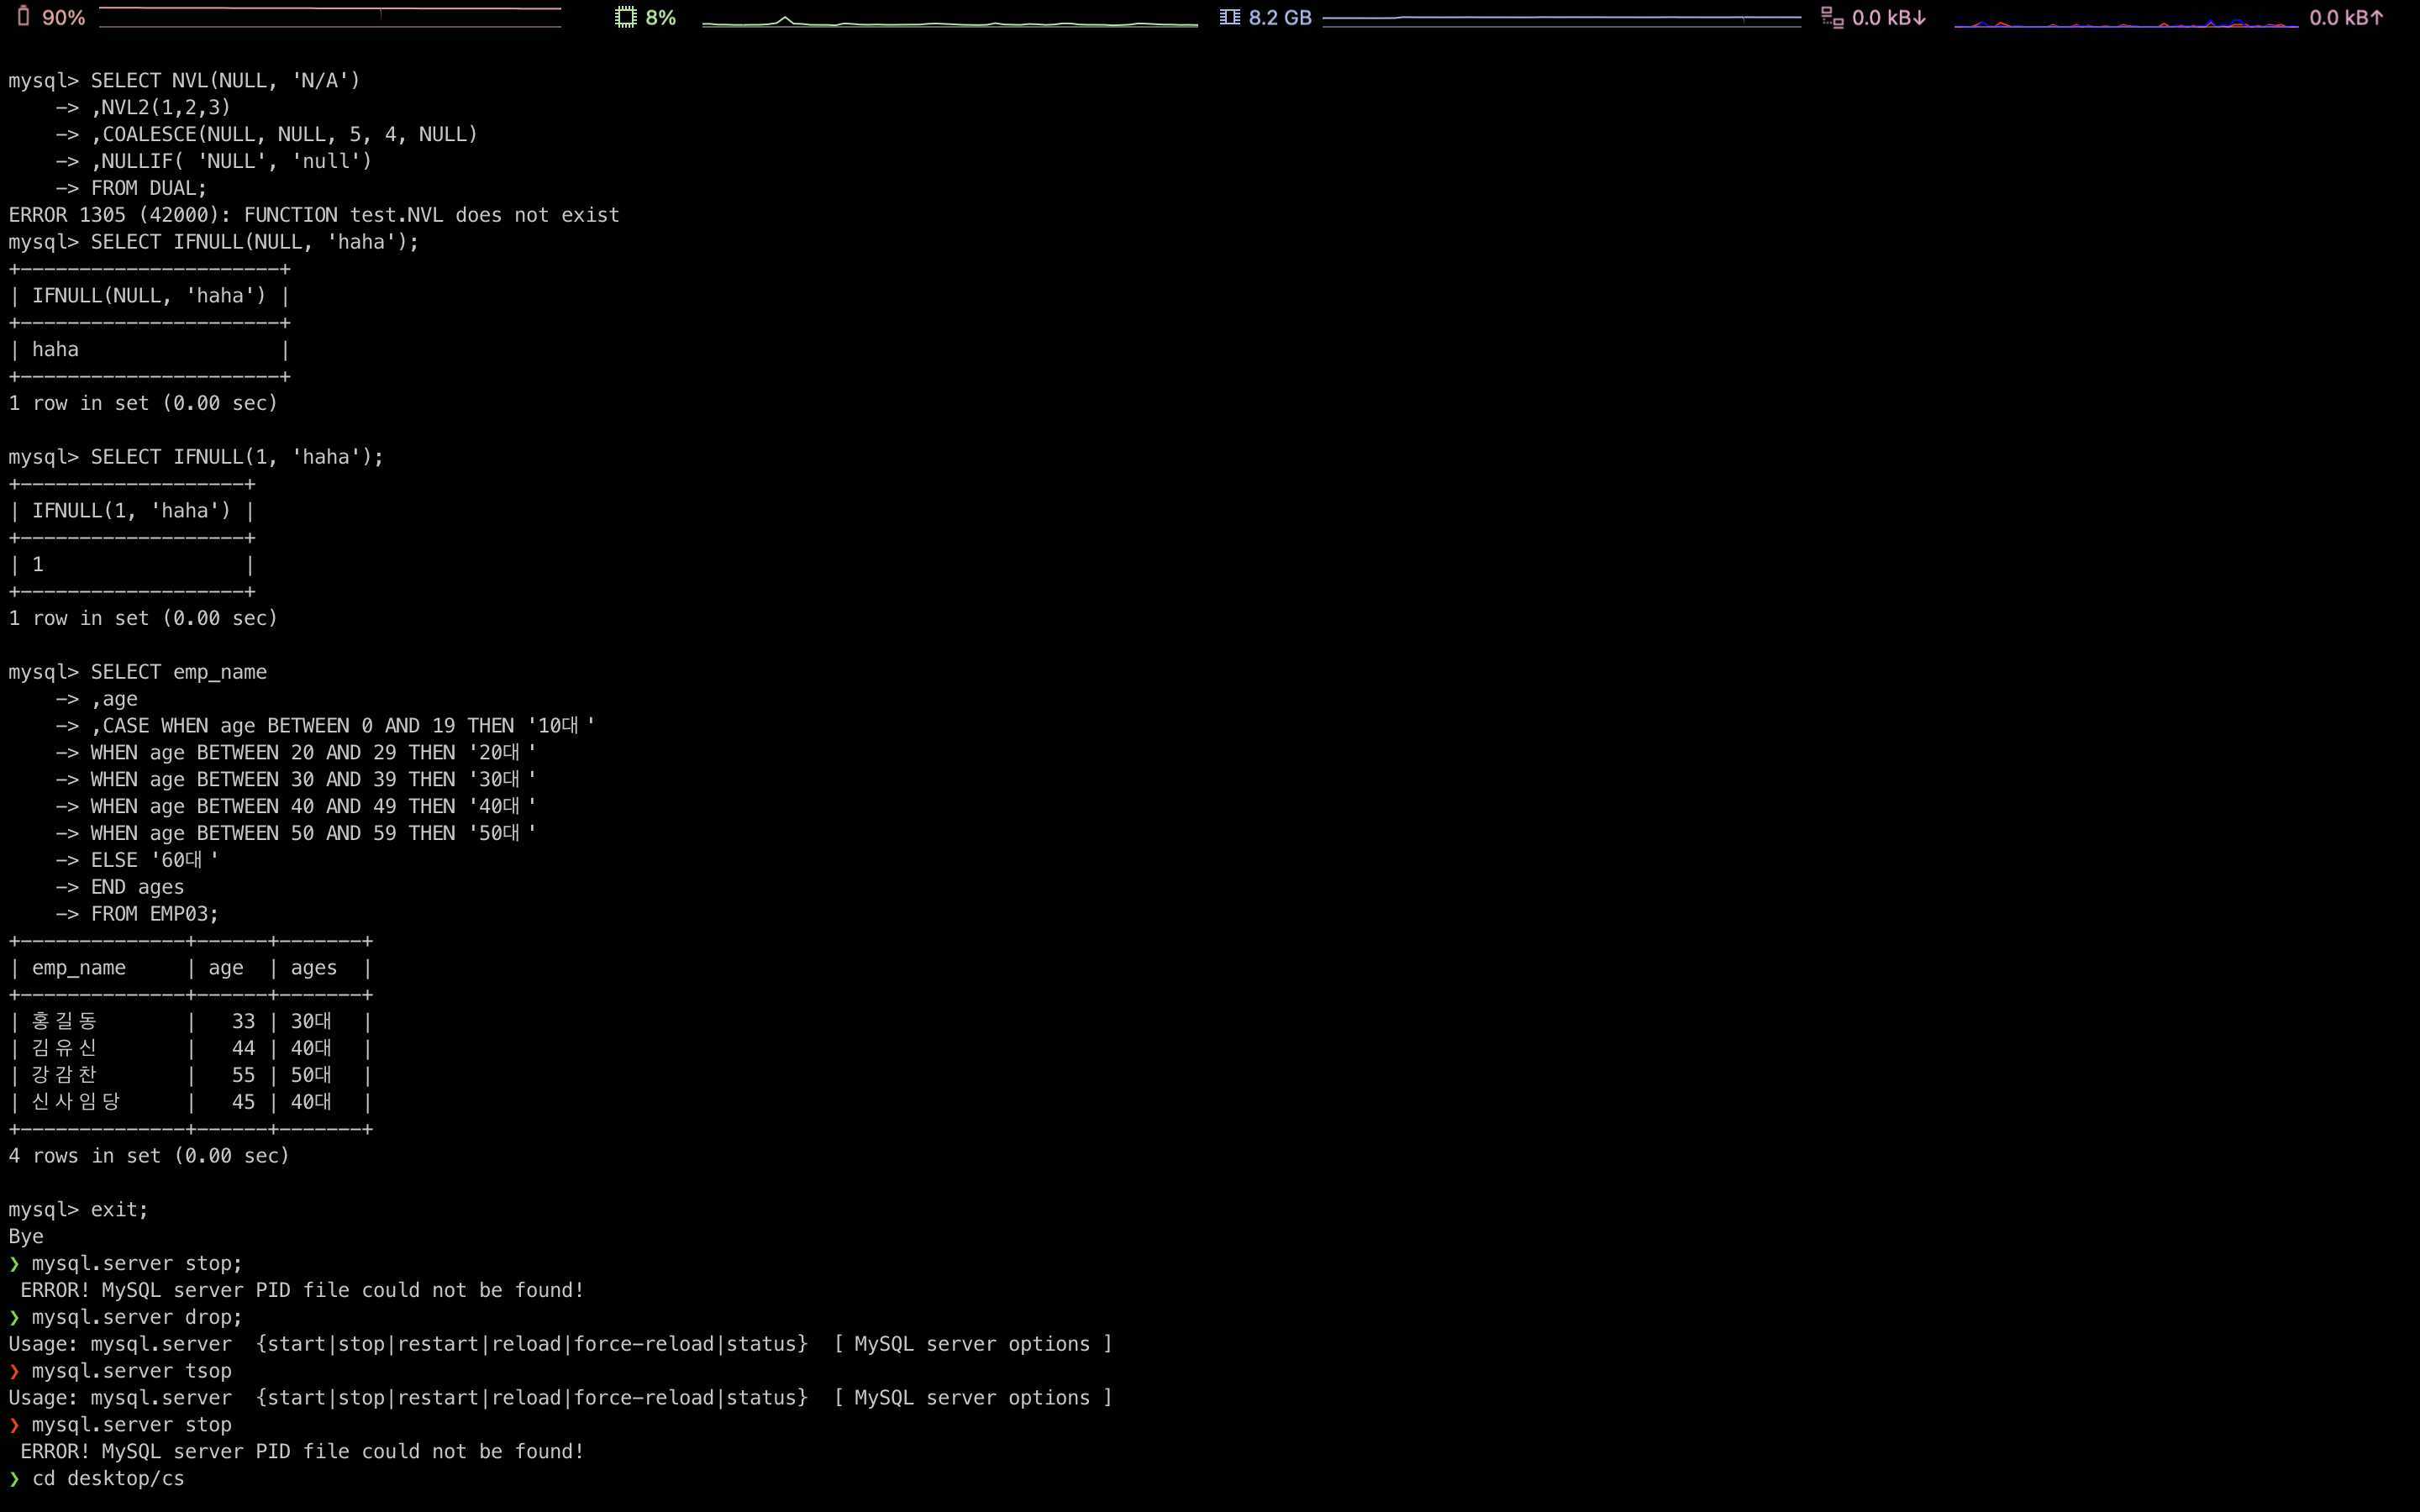 90% 8% 8.2 GB 0.0 kB↓ 0.0 kB↑
mysql> SELECT NVL(NULL, 'N/A')
    -> ,NVL2(1,2,3)
    -> ,COALESCE(NULL, NULL, 5, 4, NULL)
    -> ,NULLIF( 'NULL', 'null')
    -> FROM DUAL;
ERROR 1305 (42000): FUNCTION test.NVL does not exist
mysql> SELECT IFNULL(NULL, 'haha');
+----------------------+
| IFNULL(NULL, 'haha') |
+----------------------+
| haha                 |
+----------------------+
1 row in set (0.00 sec)

mysql> SELECT IFNULL(1, 'haha');
+-------------------+
| IFNULL(1, 'haha') |
+-------------------+
| 1                 |
+-------------------+
1 row in set (0.00 sec)

mysql> SELECT emp_name
    -> ,age
    -> ,CASE WHEN age BETWEEN 0 AND 19 THEN '10대'
    -> WHEN age BETWEEN 20 AND 29 THEN '20대'
    -> WHEN age BETWEEN 30 AND 39 THEN '30대'
    -> WHEN age BETWEEN 40 AND 49 THEN '40대'
    -> WHEN age BETWEEN 50 AND 59 THEN '50대'
    -> ELSE '60대'
    -> END ages
    -> FROM EMP03;
+--------------+------+-------+
| emp_name     | age  | ages  |
+--------------+------+-------+
| 홍길동       |   33 | 30대  |
| 김유신       |   44 | 40대  |
| 강감찬       |   55 | 50대  |
| 신사임당     |   45 | 40대  |
+--------------+------+-------+
4 rows in set (0.00 sec)

mysql> exit;
Bye
❯ mysql.server stop;
 ERROR! MySQL server PID file could not be found!
❯ mysql.server drop;
Usage: mysql.server  {start|stop|restart|reload|force-reload|status}  [ MySQL server options ]
❯ mysql.server tsop
Usage: mysql.server  {start|stop|restart|reload|force-reload|status}  [ MySQL server options ]
❯ mysql.server stop
 ERROR! MySQL server PID file could not be found!
❯ cd desktop/cs